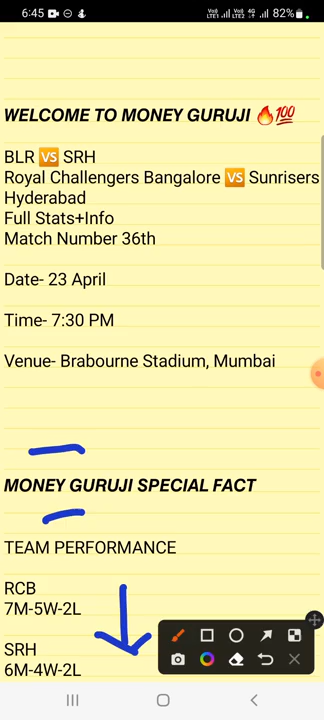 6:45 82%
WELCOME TO MONEY GURUJI 🔥💯
BLR 🆚 SRH
Royal Challengers Bangalore 🆚 Sunrisers
Hyderabad
Full Stats+Info
Match Number 36th
Date- 23 April
Time- 7:30 PM
Venue- Brabourne Stadium, Mumbai
MONEY GURUJI SPECIAL FACT
TEAM PERFORMANCE
RCB
7M-5W-2L
SRH
6M-4W-2L